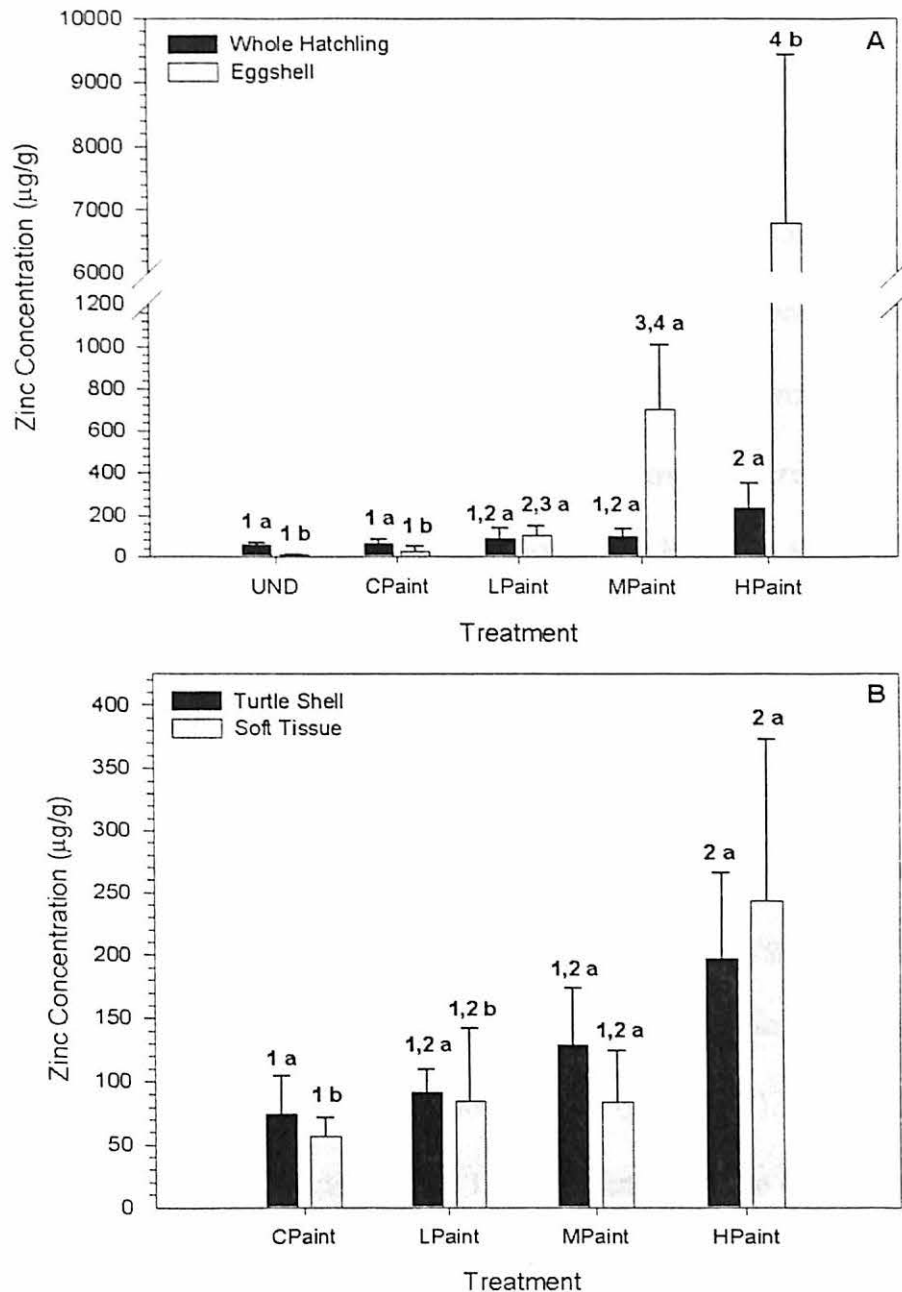 A
Whole Hatchling
Eggshell
Zinc Concentration (µg/g)
10000
9000
8000
7000
6000
1200
1000
800
600
400
200
0
1 a
1 b
1 a
1 b
1,2 a
2,3 a
1,2 a
3,4 a
2 a
4 b
UND
CPaint
LPaint
MPaint
HPaint
Treatment
B
Turtle Shell
Soft Tissue
Zinc Concentration (µg/g)
400
350
300
250
200
150
100
50
0
1 a
1 b
1,2 a
1,2 b
1,2 a
1,2 a
2 a
2 a
CPaint
LPaint
MPaint
HPaint
Treatment